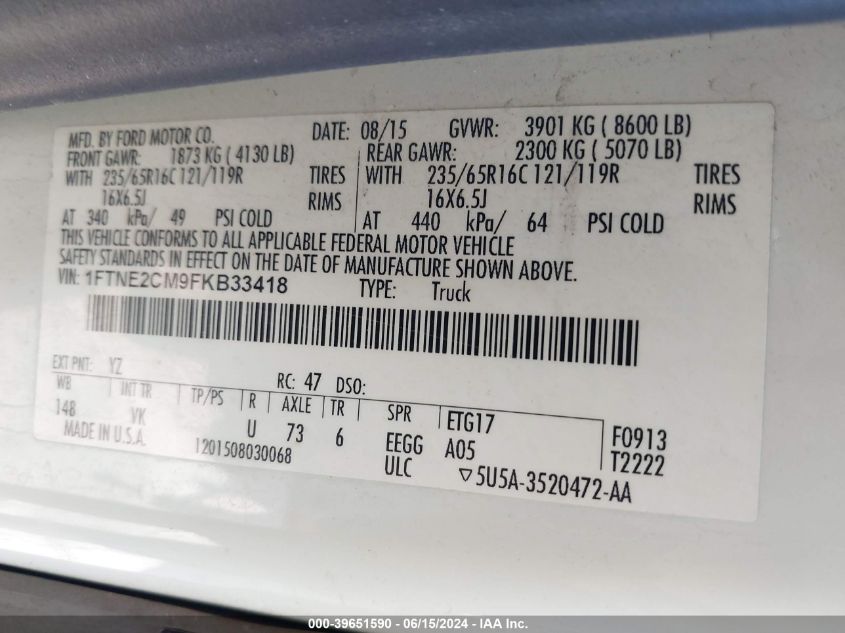 MFD. BY FORD MOTOR CO.
DATE: 08/15 GVWR: 3901 KG ( 8600 LB)
FRONT GAWR: 1873 KG ( 4130 LB) REAR GAWR: 2300 KG ( 5070 LB)
WITH 235/65R16C 121/119R TIRES WITH 235/65R16C 121/119R TIRES
16X6.5J RIMS 16X6.5J RIMS
AT 340 kPa/ 49 PSI COLD AT 440 kPa/ 64 PSI COLD
THIS VEHICLE CONFORMS TO ALL APPLICABLE FEDERAL MOTOR VEHICLE
SAFETY STANDARDS IN EFFECT ON THE DATE OF MANUFACTURE SHOWN ABOVE.
VIN: 1FTNE2CM9FKB33418 TYPE: Truck
EXT PNT: YZ RC: 47 DSO:
WB INT TR TP/PS R AXLE TR SPR ETG17
148 VK U 73 6 EEGG A05 F0913
MADE IN U.S.A. 1201508030068 ULC T2222
▽5U5A-3520472-AA
000-39651590 - 06/15/2024 - IAA, Inc.